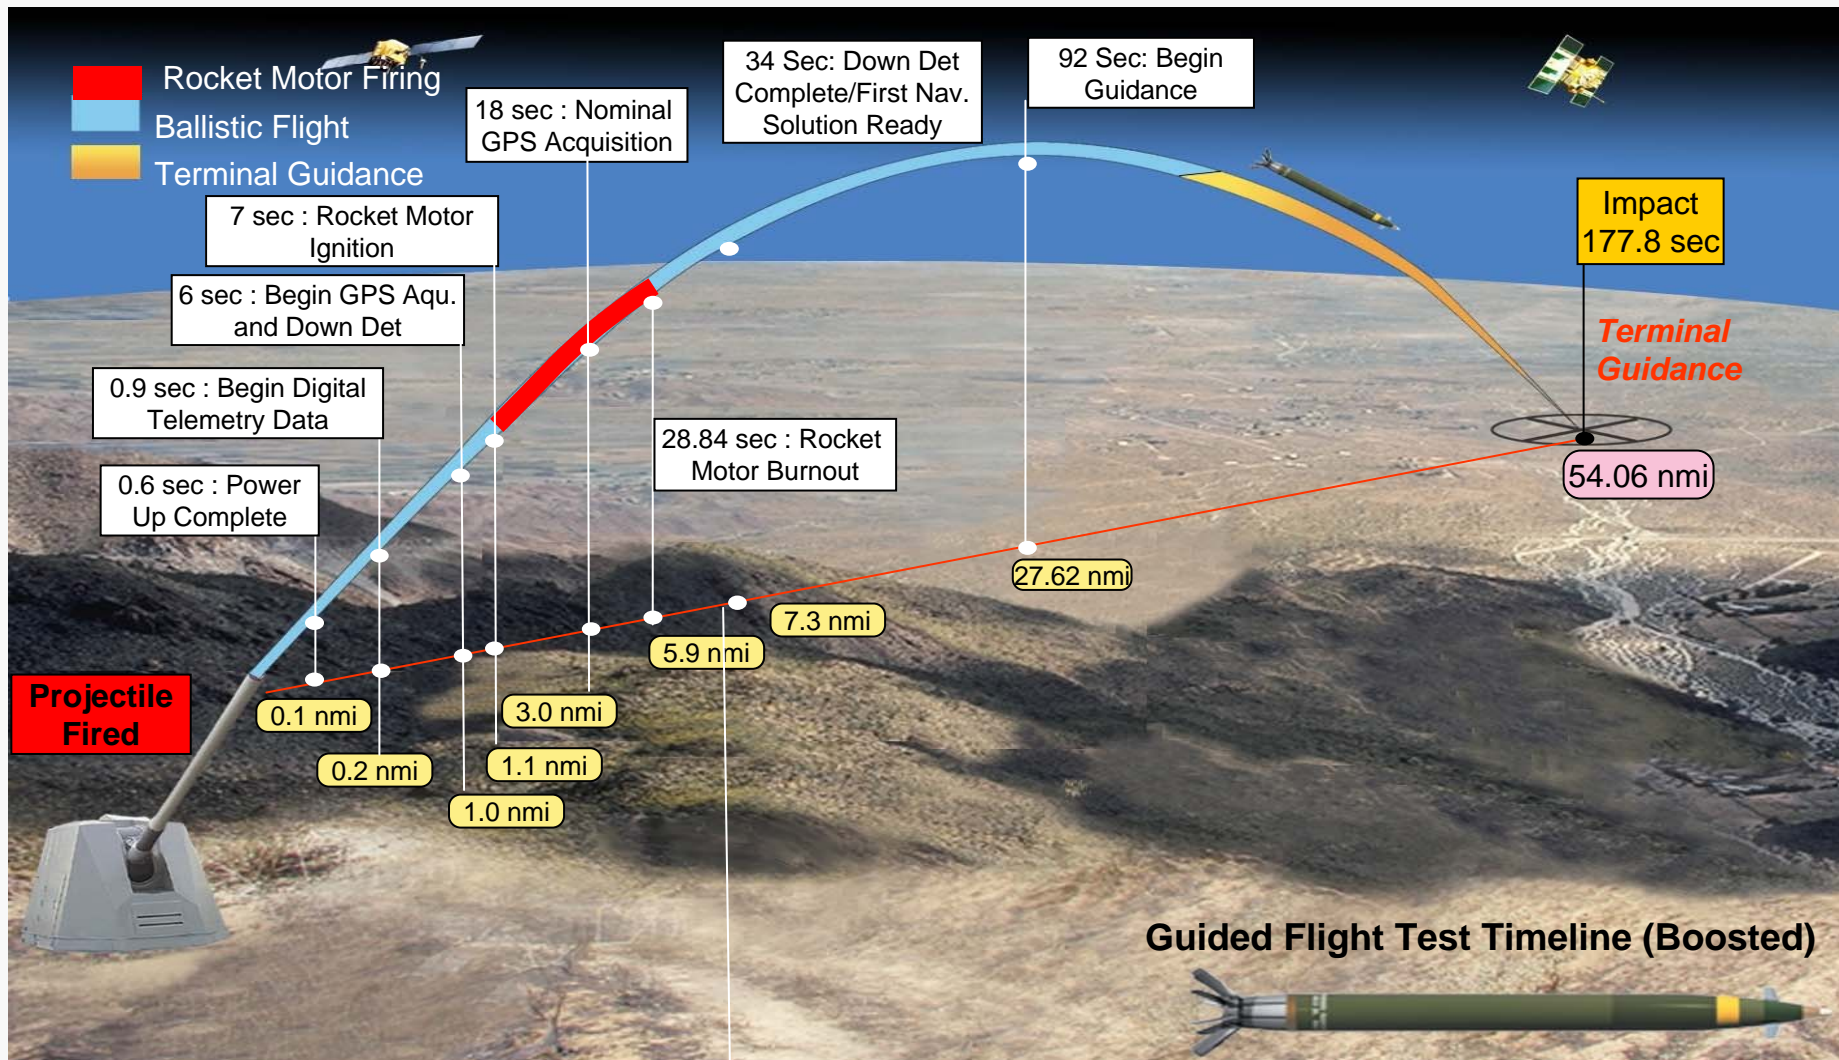 Rocket Motor Firing
Ballistic Flight
Terminal Guidance
34 Sec: Down Det
Complete/First Nav.
Solution Ready
92 Sec: Begin
Guidance
18 sec : Nominal
GPS Acquisition
7 sec : Rocket Motor
Ignition
6 sec : Begin GPS Aqu.
and Down Det
0.9 sec : Begin Digital
Telemetry Data
0.6 sec : Power
Up Complete
28.84 sec : Rocket
Motor Burnout
Impact
177.8 sec
Terminal
Guidance
54.06 nmi
27.62 nmi
7.3 nmi
5.9 nmi
3.0 nmi
1.1 nmi
1.0 nmi
0.2 nmi
0.1 nmi
Projectile
Fired
Guided Flight Test Timeline (Boosted)